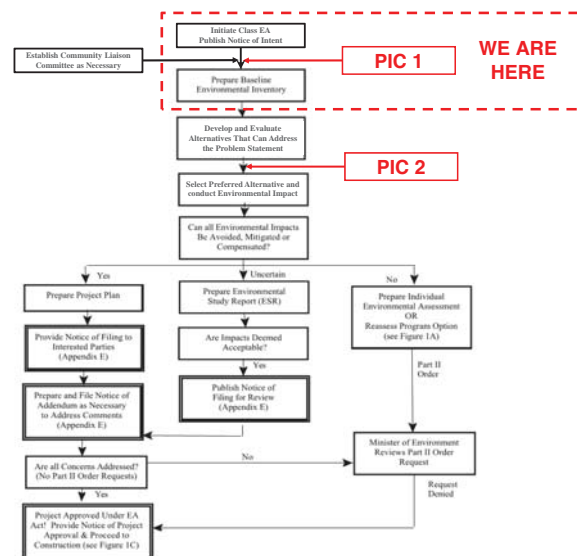 Initiate Class EA
Publish Notice of Intent
Establish Community Liaison
Committee as Necessary
PIC 1
WE ARE
HERE
Prepare Baseline
Environmental Inventory
Develop and Evaluate
Alternatives That Can Address
the Problem Statement
PIC 2
Select Preferred Alternative and
conduct Environmental Impact
Can all Environmental Impacts
Be Avoided, Mitigated or
Compensated?
Yes
Uncertain
No
Prepare Project Plan
Prepare Environmental
Study Report (ESR)
Prepare Individual
Environmental Assessment
OR
Reassess Program Option
(see Figure 1A)
Provide Notice of Filing to
Interested Parties
(Appendix E)
Are Impacts Deemed
Acceptable?
Yes
Part II
Order
Prepare and File Notice of
Addendum as Necessary
to Address Comments
(Appendix E)
Publish Notice of
Filing for Review
(Appendix E)
Are all Concerns Addressed?
(No Part II Order Requests)
No
Minister of Environment
Reviews Part II Order
Request
Yes
Request
Denied
Project Approved Under EA
Act! Provide Notice of Project
Approval & Proceed to
Construction (see Figure 1C)